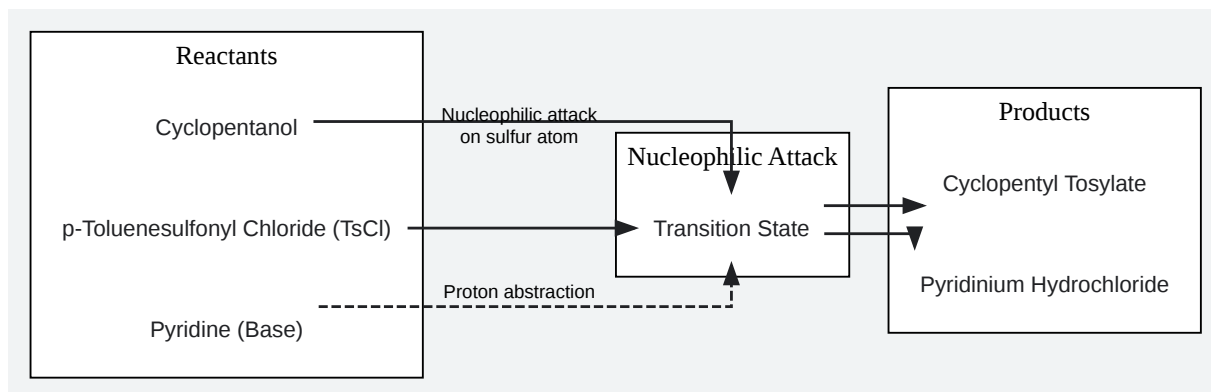 Reactants
Cyclopentanol
p-Toluenesulfonyl Chloride (TsCl)
Pyridine (Base)
Nucleophilic attack
on sulfur atom
Proton abstraction
Nucleophilic Attack
Transition State
Products
Cyclopentyl Tosylate
Pyridinium Hydrochloride